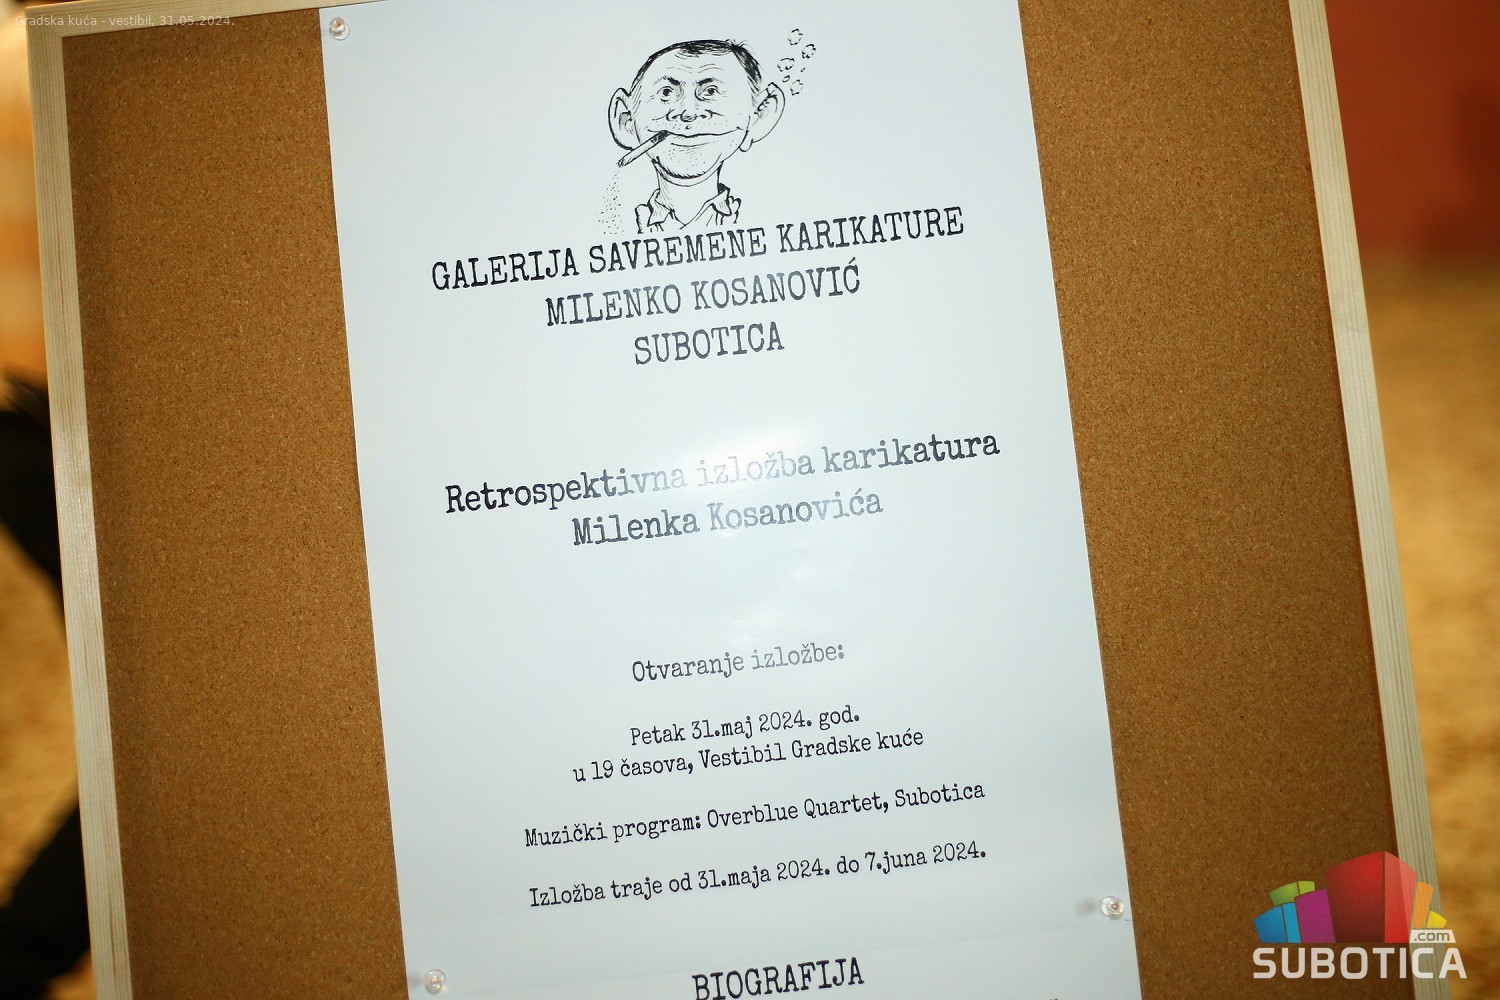 Gradska kuća - vestibil, 31.05.2024.
GALERIJA SAVREMENE KARIKATURE
MILENKO KOSANOVIĆ
SUBOTICA
Retrospektivna izložba karikatura
Milenka Kosanovića
Otvaranje izložbe:
Petak 31.maj 2024. god.
u 19 časova, Vestibil Gradske kuće
Muzički program: Overblue Quartet, Subotica
Izložba traje od 31.maja 2024. do 7.juna 2024.
BIOGRAFIJA
.com
SUBOTICA